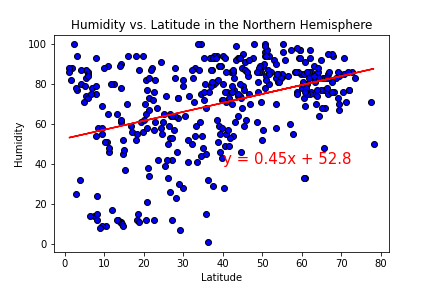 Humidity vs. Latitude in the Northern Hemisphere
100
80
60
40
20
0
Humidity
y = 0.45x + 52.8
0 10 20 30 40 50 60 70 80
Latitude